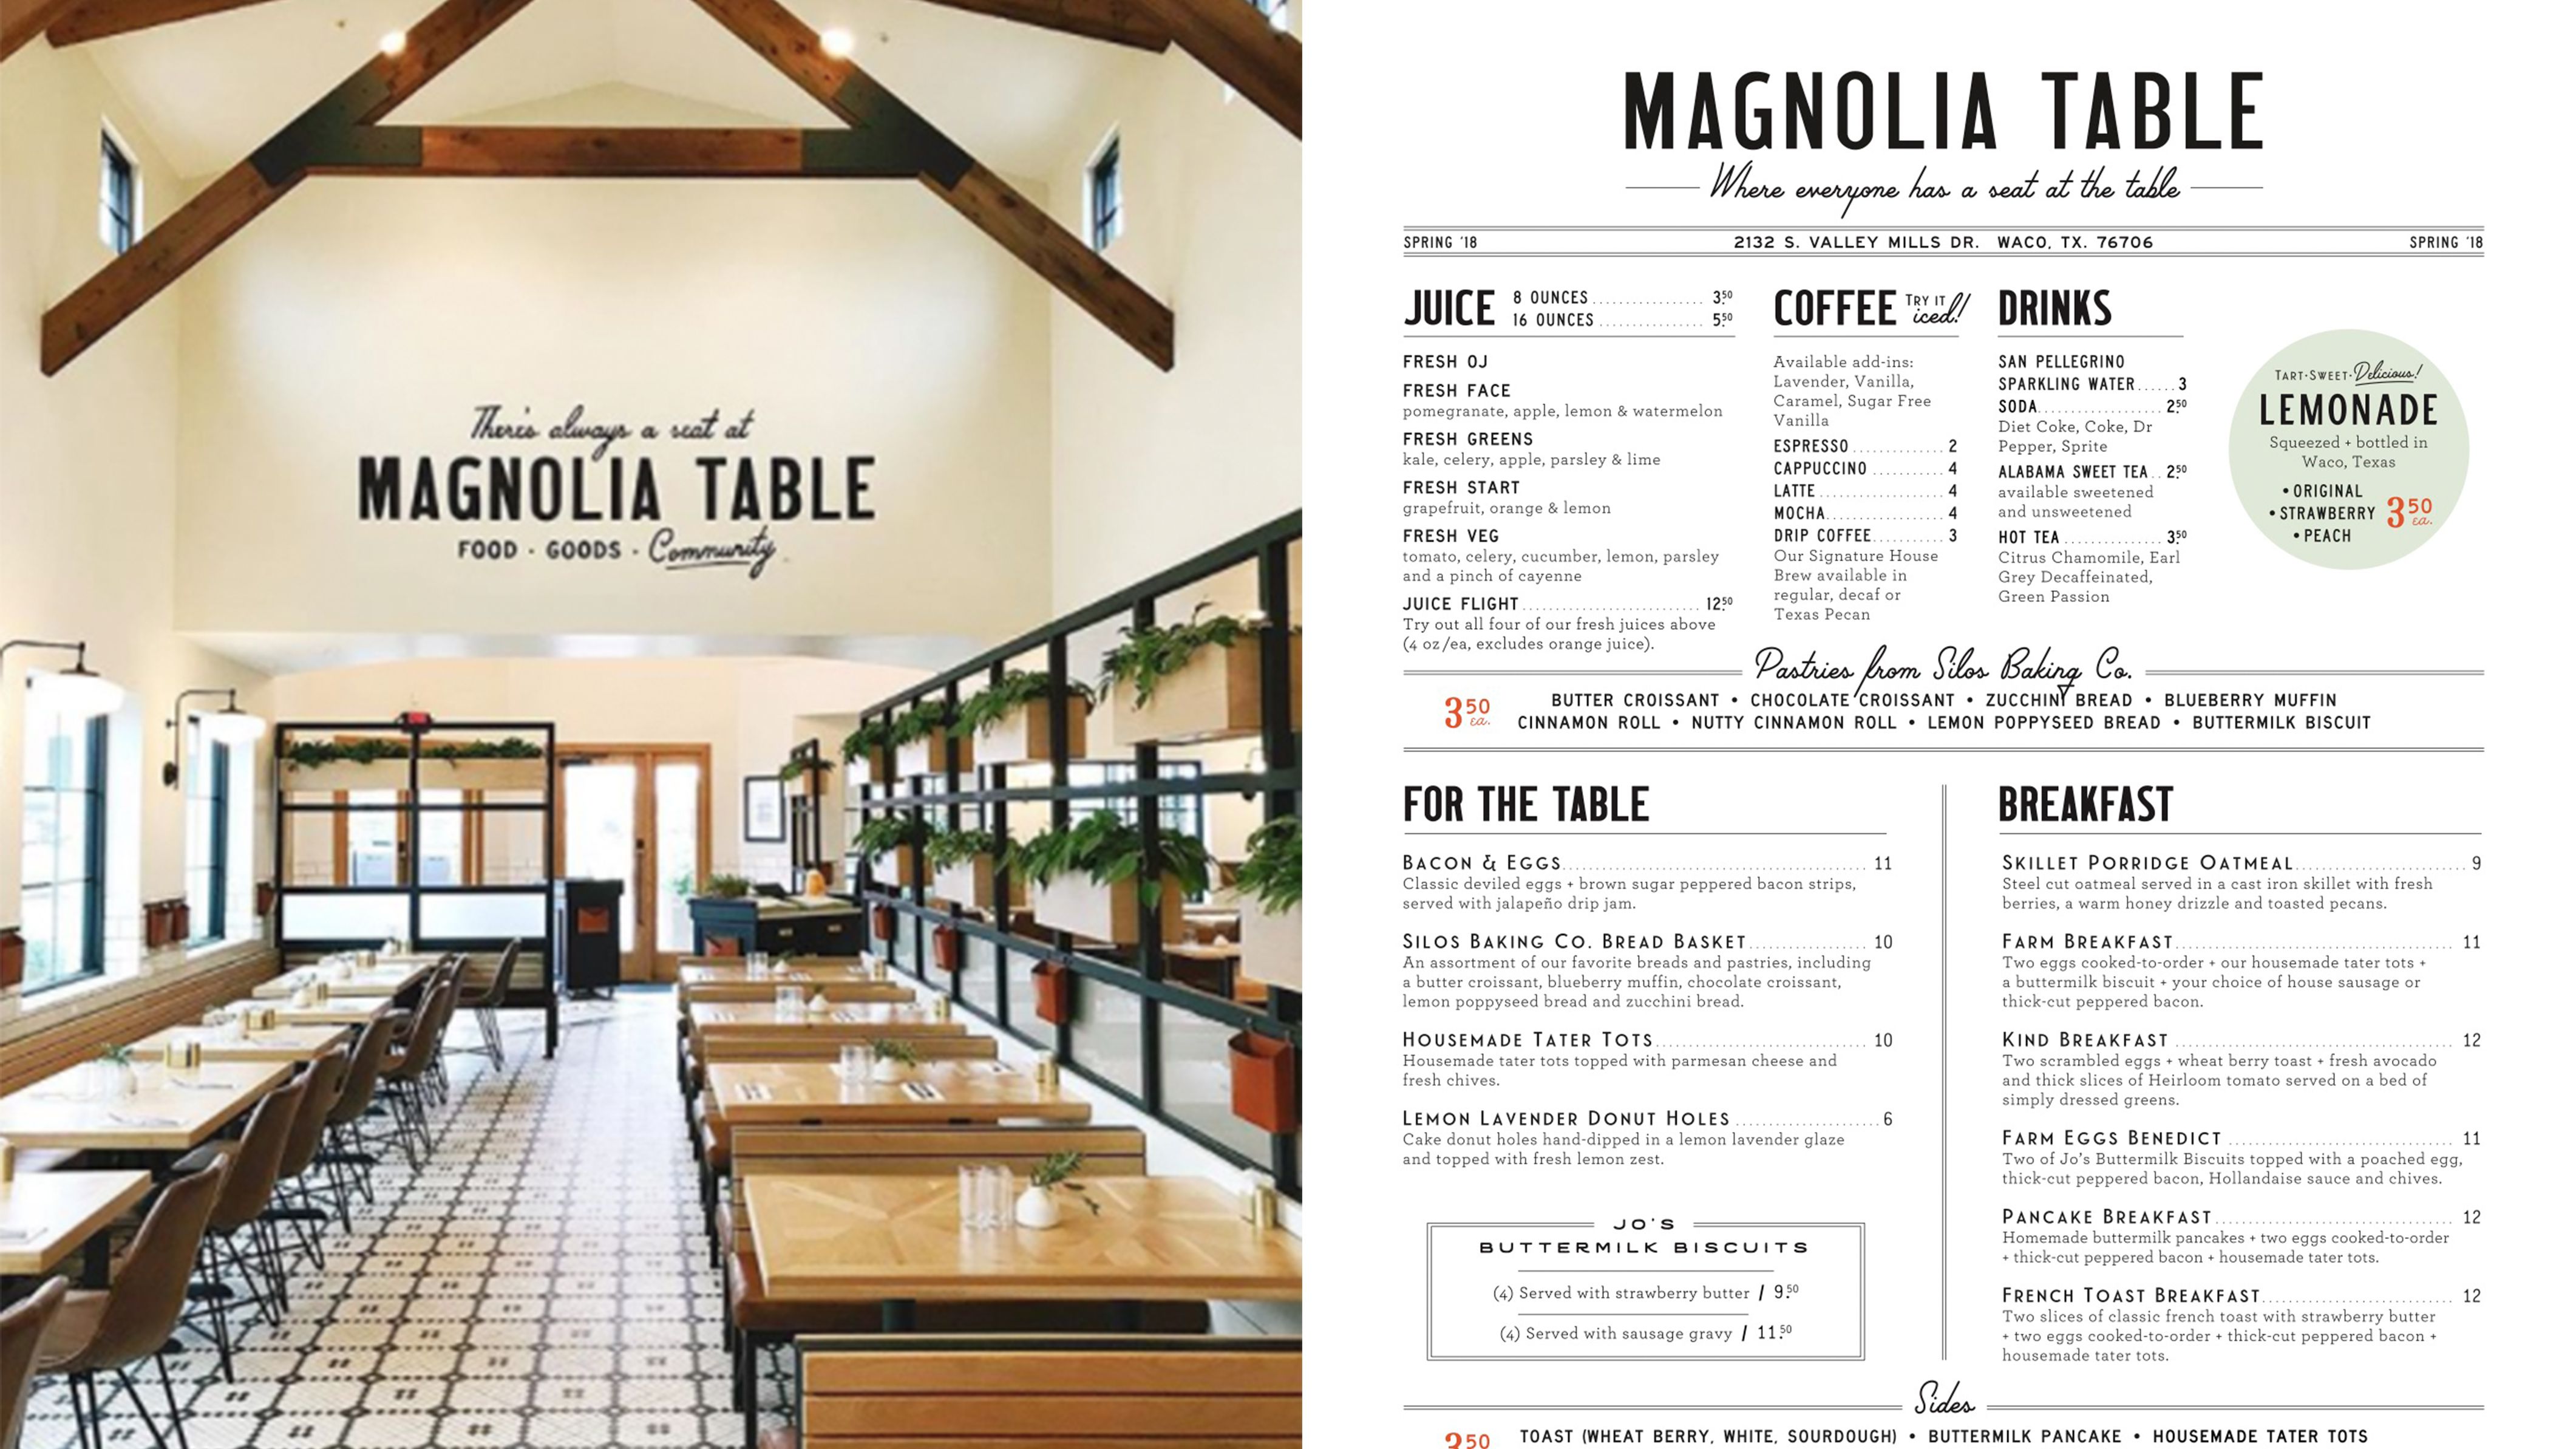 There's always a seat at
MAGNOLIA TABLE
FOOD · GOODS · Community
MAGNOLIA TABLE
Where everyone has a seat at the table
SPRING '18
2132 S. VALLEY MILLS DR. WACO, TX. 76706
SPRING '18
JUICE
8 OUNCES 3.50
16 OUNCES 5.50
FRESH OJ
FRESH FACE
pomegranate, apple, lemon & watermelon
FRESH GREENS
kale, celery, apple, parsley & lime
FRESH START
grapefruit, orange & lemon
FRESH VEG
tomato, celery, cucumber, lemon, parsley
and a pinch of cayenne
JUICE FLIGHT 12.50
Try out all four of our fresh juices above
(4 oz/ea, excludes orange juice).
COFFEE TRY IT iced!
Available add-ins:
Lavender, Vanilla,
Caramel, Sugar Free
Vanilla
ESPRESSO 2
CAPPUCCINO 4
LATTE 4
MOCHA 4
DRIP COFFEE 3
Our Signature House
Brew available in
regular, decaf or
Texas Pecan
DRINKS
SAN PELLEGRINO
SPARKLING WATER 3
SODA 2.50
Diet Coke, Coke, Dr
Pepper, Sprite
ALABAMA SWEET TEA 2.50
available sweetened
and unsweetened
HOT TEA 3.50
Citrus Chamomile, Earl
Grey Decaffeinated,
Green Passion
TART·SWEET·Delicious!
LEMONADE
Squeezed + bottled in
Waco, Texas
• ORIGINAL
• STRAWBERRY
• PEACH
3 50 ea.
Pastries from Silos Baking Co.
3 50 ea.
BUTTER CROISSANT • CHOCOLATE CROISSANT • ZUCCHINI BREAD • BLUEBERRY MUFFIN
CINNAMON ROLL • NUTTY CINNAMON ROLL • LEMON POPPYSEED BREAD • BUTTERMILK BISCUIT
FOR THE TABLE
BACON & EGGS 11
Classic deviled eggs + brown sugar peppered bacon strips,
served with jalapeño drip jam.
SILOS BAKING CO. BREAD BASKET 10
An assortment of our favorite breads and pastries, including
a butter croissant, blueberry muffin, chocolate croissant,
lemon poppyseed bread and zucchini bread.
HOUSEMADE TATER TOTS 10
Housemade tater tots topped with parmesan cheese and
fresh chives.
LEMON LAVENDER DONUT HOLES 6
Cake donut holes hand-dipped in a lemon lavender glaze
and topped with fresh lemon zest.
JO'S
BUTTERMILK BISCUITS
(4) Served with strawberry butter / 9.50
(4) Served with sausage gravy / 11.50
BREAKFAST
SKILLET PORRIDGE OATMEAL 9
Steel cut oatmeal served in a cast iron skillet with fresh
berries, a warm honey drizzle and toasted pecans.
FARM BREAKFAST 11
Two eggs cooked-to-order + our housemade tater tots +
a buttermilk biscuit + your choice of house sausage or
thick-cut peppered bacon.
KIND BREAKFAST 12
Two scrambled eggs + wheat berry toast + fresh avocado
and thick slices of Heirloom tomato served on a bed of
simply dressed greens.
FARM EGGS BENEDICT 11
Two of Jo's Buttermilk Biscuits topped with a poached egg,
thick-cut peppered bacon, Hollandaise sauce and chives.
PANCAKE BREAKFAST 12
Homemade buttermilk pancakes + two eggs cooked-to-order
+ thick-cut peppered bacon + housemade tater tots.
FRENCH TOAST BREAKFAST 12
Two slices of classic french toast with strawberry butter
+ two eggs cooked-to-order + thick-cut peppered bacon +
housemade tater tots.
Sides
3 50
TOAST (WHEAT BERRY, WHITE, SOURDOUGH) • BUTTERMILK PANCAKE • HOUSEMADE TATER TOTS